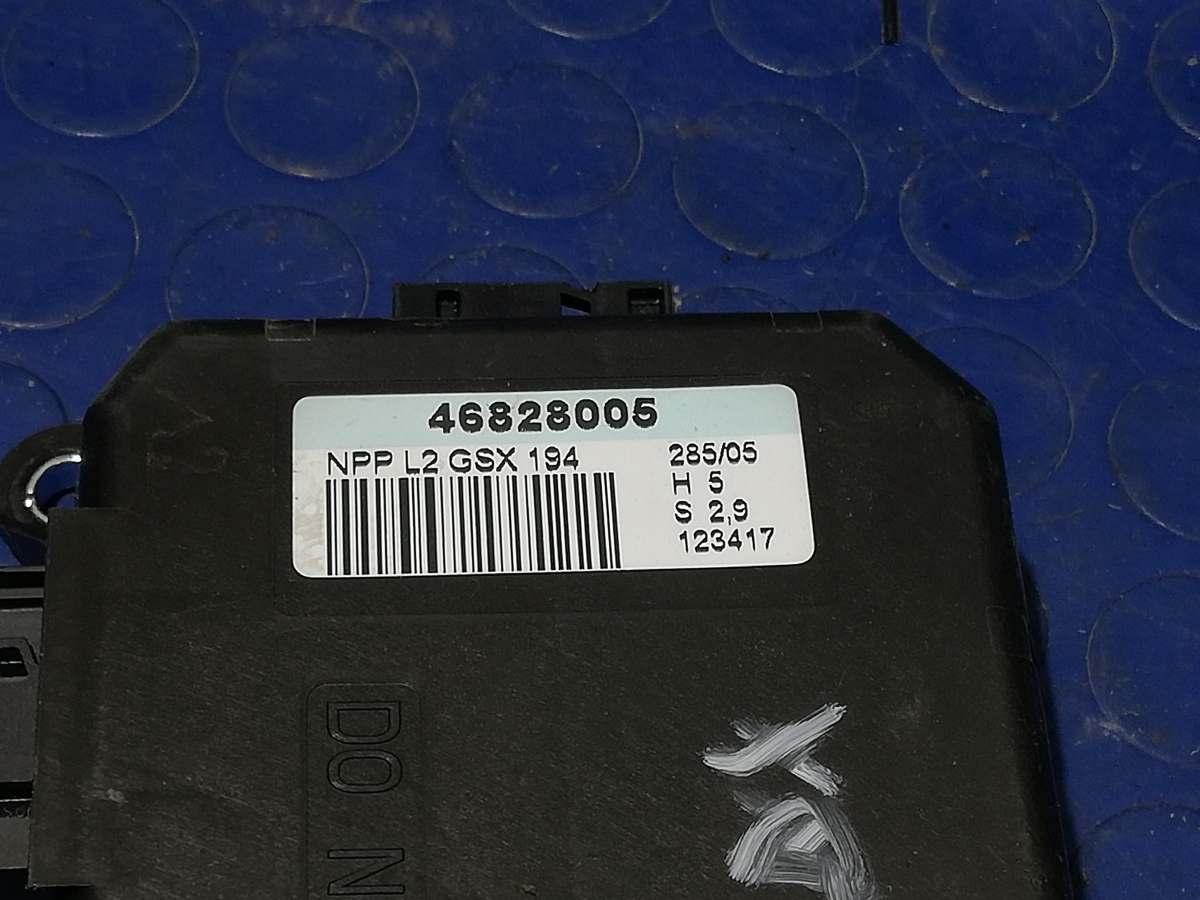 46828005
NPP L2 GSX 194
285/05
H 5
S 2,9
123417
DO N